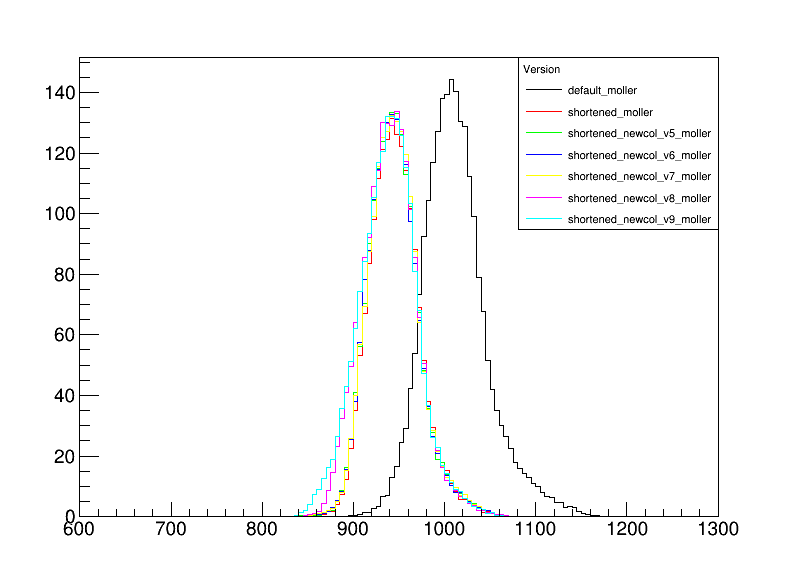 Version
default_moller
shortened_moller
shortened_newcol_v5_moller
shortened_newcol_v6_moller
shortened_newcol_v7_moller
shortened_newcol_v8_moller
shortened_newcol_v9_moller
140
120
100
80
60
40
20
0
600 700 800 900 1000 1100 1200 1300